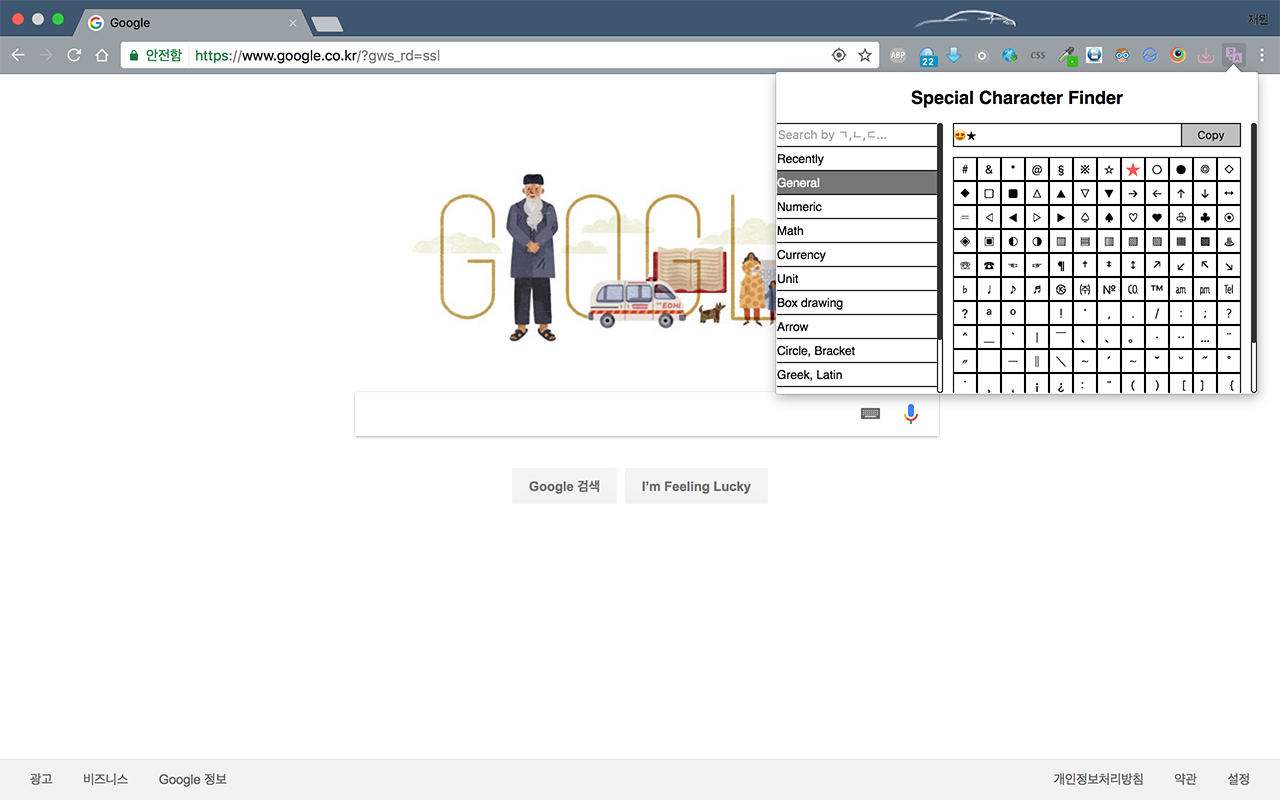 Google
재원
안전함 https://www.google.co.kr/?gws_rd=ssl
ABP
22
CSS
Special Character Finder
Search by ㄱ,ㄴ,ㄷ...
😍★
Copy
Recently
General
Numeric
Math
Currency
Unit
Box drawing
Arrow
Circle, Bracket
Greek, Latin
# & * @ § ※ ☆ ★ ○ ● ◎ ◇
◆ □ ■ △ ▲ ▽ ▼ → ← ↑ ↓ ↔
〓 ◁ ◀ ▷ ▶ ♤ ♠ ♡ ♥ ♧ ♣ ⊙
◈ ▣ ◐ ◑ ▒ ▤ ▥ ▨ ▧ ▦ ▩ ♨
☏ ☎ ☜ ☞ ¶ † ‡ ↕ ↗ ↙ ↖ ↘
♭ ♩ ♪ ♬ ㉿ ㈜ № ㏇ ™ ㏂ ㏘ ℡
? ª º ! ' , . / : ; ?
^ _ ` | ¯ 、 、 。 · ‥ … ¨
〃 ― ∥ \ ∼ ´ ~ ˇ ˘ ˝ ˚
˙ ¸ ˛ ¡ ¿ ː " ( ) [ ] {
EDHI
Google 검색
I'm Feeling Lucky
광고 비즈니스 Google 정보
개인정보처리방침 약관 설정